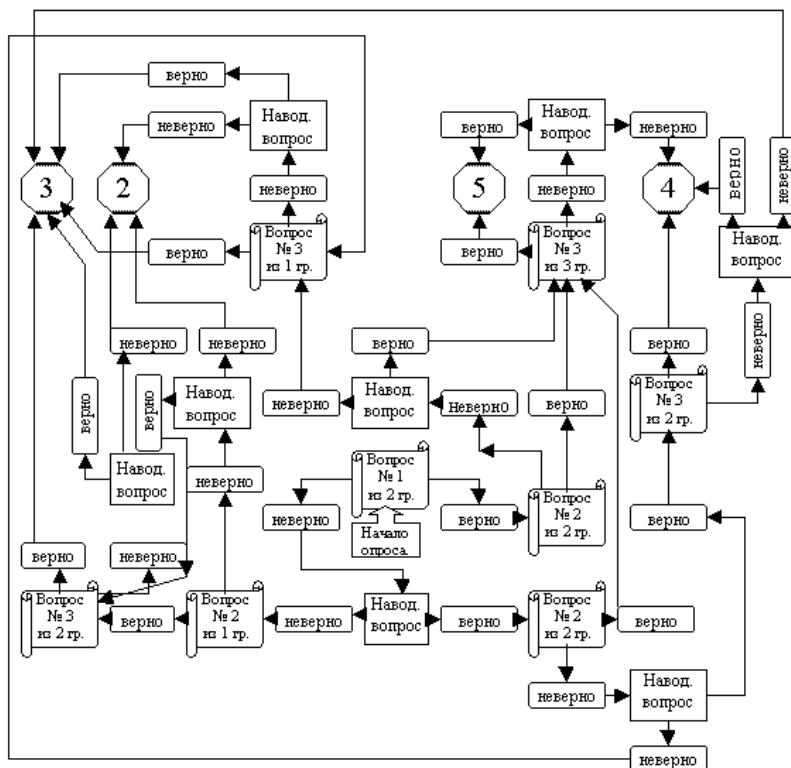 верно
Навод.
вопрос
неверно
Навод.
вопрос
верно
неверно
неверно
неверно
верно
неверно
3
2
5
4
Вопрос
№ 3
из 1 гр.
Вопрос
№ 3
из 3 гр.
Навод.
вопрос
верно
верно
неверно
неверно
неверно
верно
верно
верно
верно
Навод.
вопрос
неверно
Навод.
вопрос
Неверно
верно
Вопрос
№ 3
из 2 гр.
Навод.
вопрос
неверно
Вопрос
№ 1
из 2 гр.
неверно
верно
Вопрос
№ 2
из 2 гр.
верно
Начало
опроса
верно
неверно
Вопрос
№ 3
из 2 гр.
верно
Вопрос
№ 2
из 1 гр.
неверно
Навод.
вопрос
верно
Вопрос
№ 2
из 2 гр.
верно
неверно
Навод.
вопрос
неверно